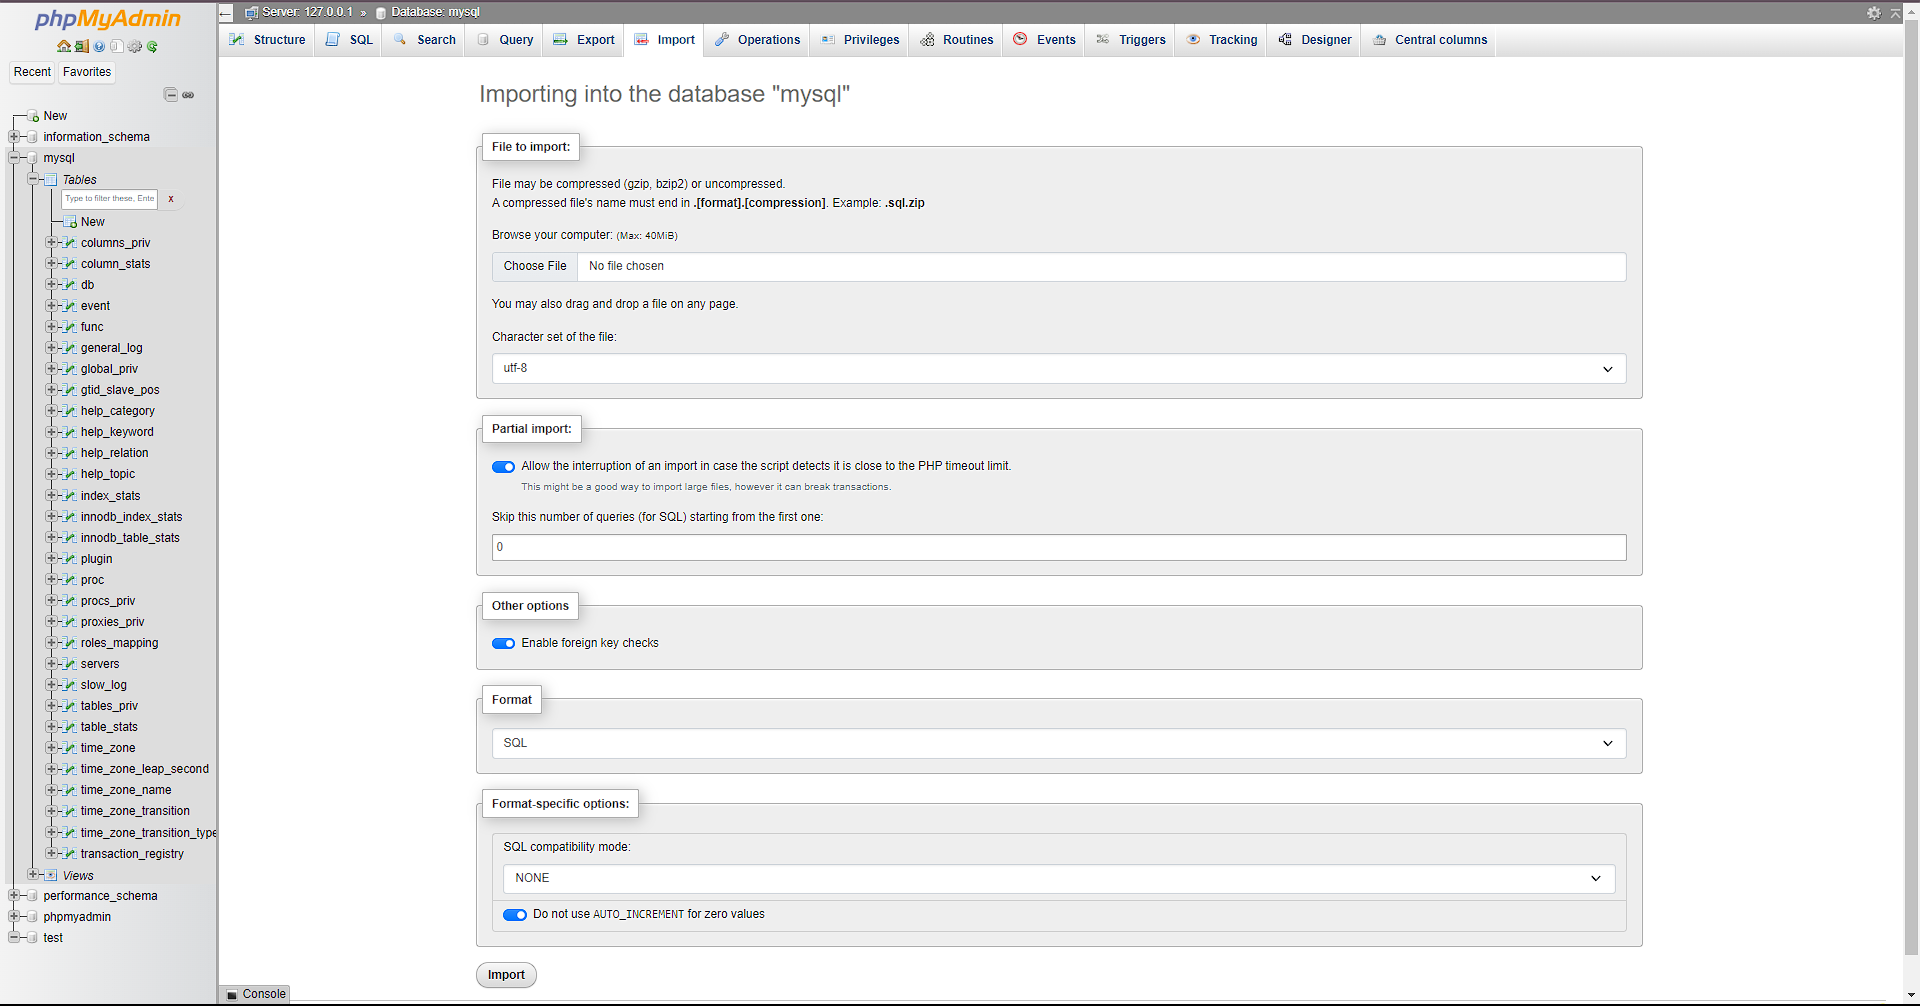 phpMyAdmin
Recent Favorites
New
information_schema
mysql
Tables
Type to filter these, Ente x
New
columns_priv
column_stats
db
event
func
general_log
global_priv
gtid_slave_pos
help_category
help_keyword
help_relation
help_topic
index_stats
innodb_index_stats
innodb_table_stats
plugin
proc
procs_priv
proxies_priv
roles_mapping
servers
slow_log
tables_priv
table_stats
time_zone
time_zone_leap_second
time_zone_name
time_zone_transition
time_zone_transition_type
transaction_registry
Views
performance_schema
phpmyadmin
test
Server: 127.0.0.1 » Database: mysql
Structure SQL Search Query Export Import Operations Privileges Routines Events Triggers Tracking Designer Central columns
Importing into the database "mysql"
File to import:
File may be compressed (gzip, bzip2) or uncompressed.
A compressed file's name must end in .[format].[compression]. Example: .sql.zip
Browse your computer: (Max: 40MiB)
Choose File No file chosen
You may also drag and drop a file on any page.
Character set of the file:
utf-8
Partial import:
Allow the interruption of an import in case the script detects it is close to the PHP timeout limit.
This might be a good way to import large files, however it can break transactions.
Skip this number of queries (for SQL) starting from the first one:
0
Other options
Enable foreign key checks
Format
SQL
Format-specific options:
SQL compatibility mode:
NONE
Do not use AUTO_INCREMENT for zero values
Import
Console